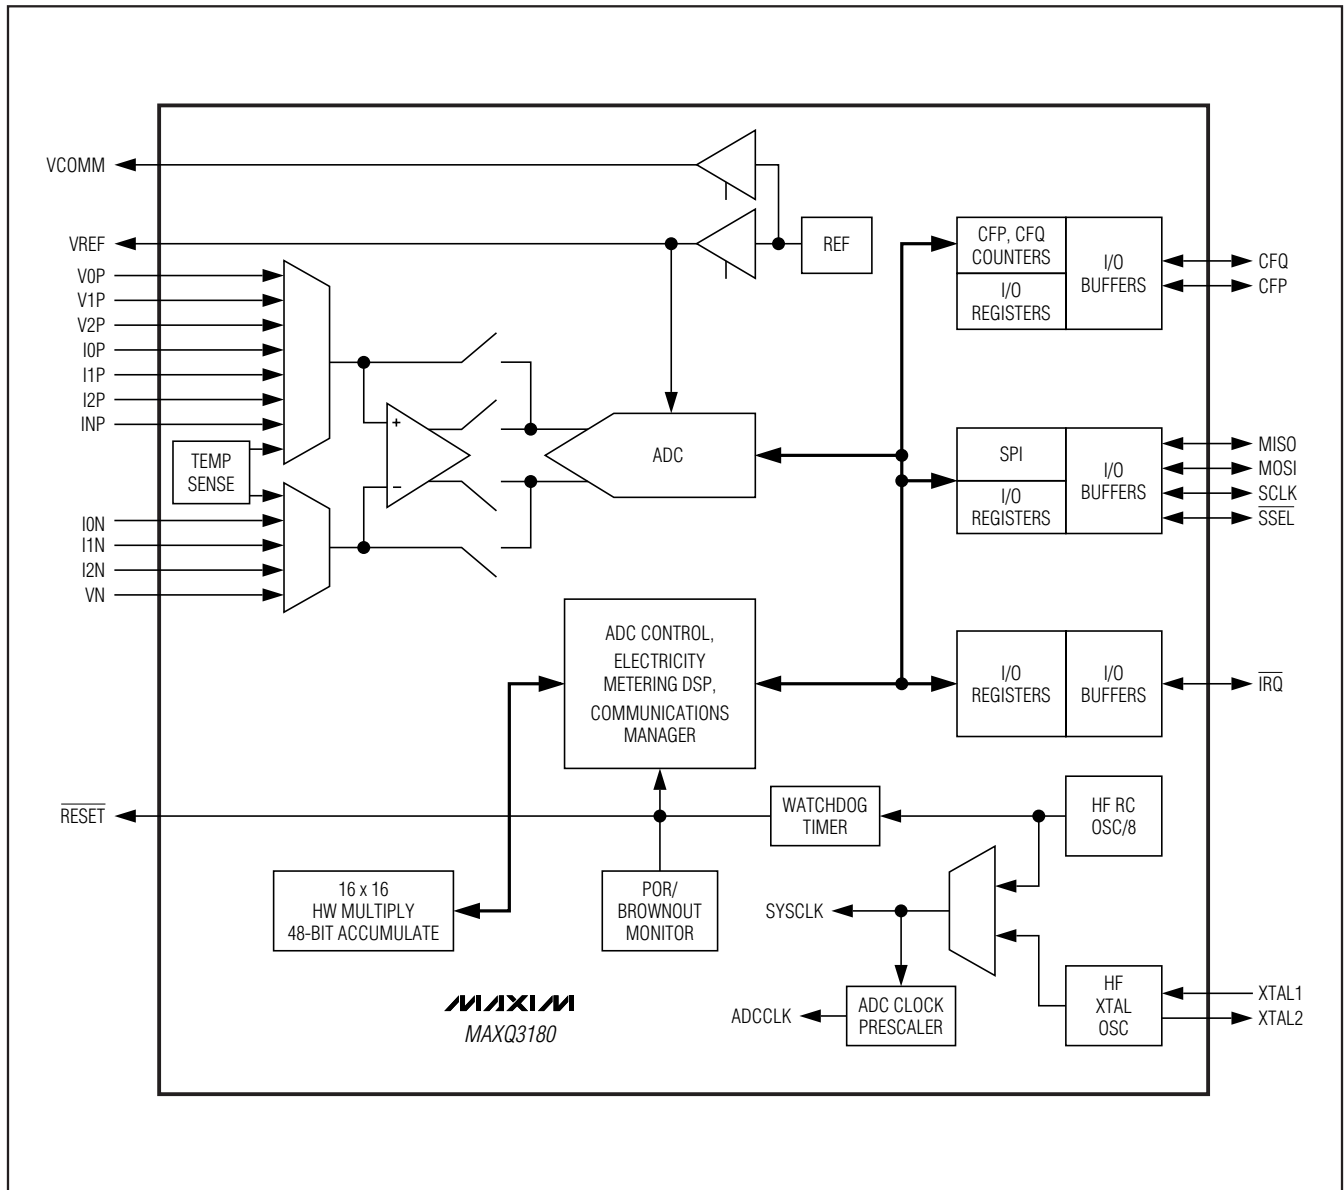 VCOMM
VREF
REF
V0P
V1P
V2P
I0P
I1P
I2P
INP
TEMP
SENSE
I0N
I1N
I2N
VN
+
−
ADC
CFP, CFQ
COUNTERS
I/O
REGISTERS
I/O
BUFFERS
CFQ
CFP
SPI
I/O
REGISTERS
I/O
BUFFERS
MISO
MOSI
SCLK
SSEL
ADC CONTROL,
ELECTRICITY
METERING DSP,
COMMUNICATIONS
MANAGER
I/O
REGISTERS
I/O
BUFFERS
IRQ
RESET
WATCHDOG
TIMER
HF RC
OSC/8
16 x 16
HW MULTIPLY
48-BIT ACCUMULATE
POR/
BROWNOUT
MONITOR
SYSCLK
ADCCLK
ADC CLOCK
PRESCALER
HF
XTAL
OSC
XTAL1
XTAL2
MAXIM
MAXQ3180